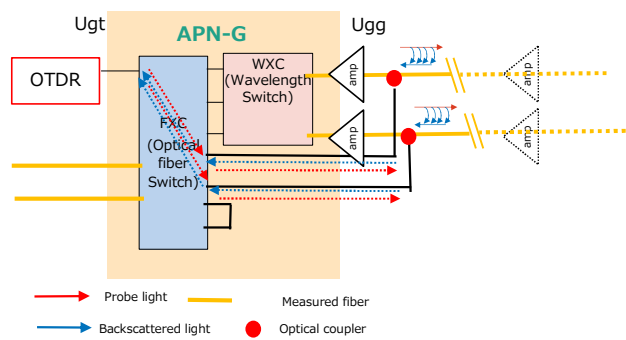 Ugt
APN-G
Ugg
OTDR
WXC
(Wavelength
Switch)
amp
amp
amp
amp
FXC
(Optical
fiber
Switch)
Probe light
Measured fiber
Backscattered light
Optical coupler